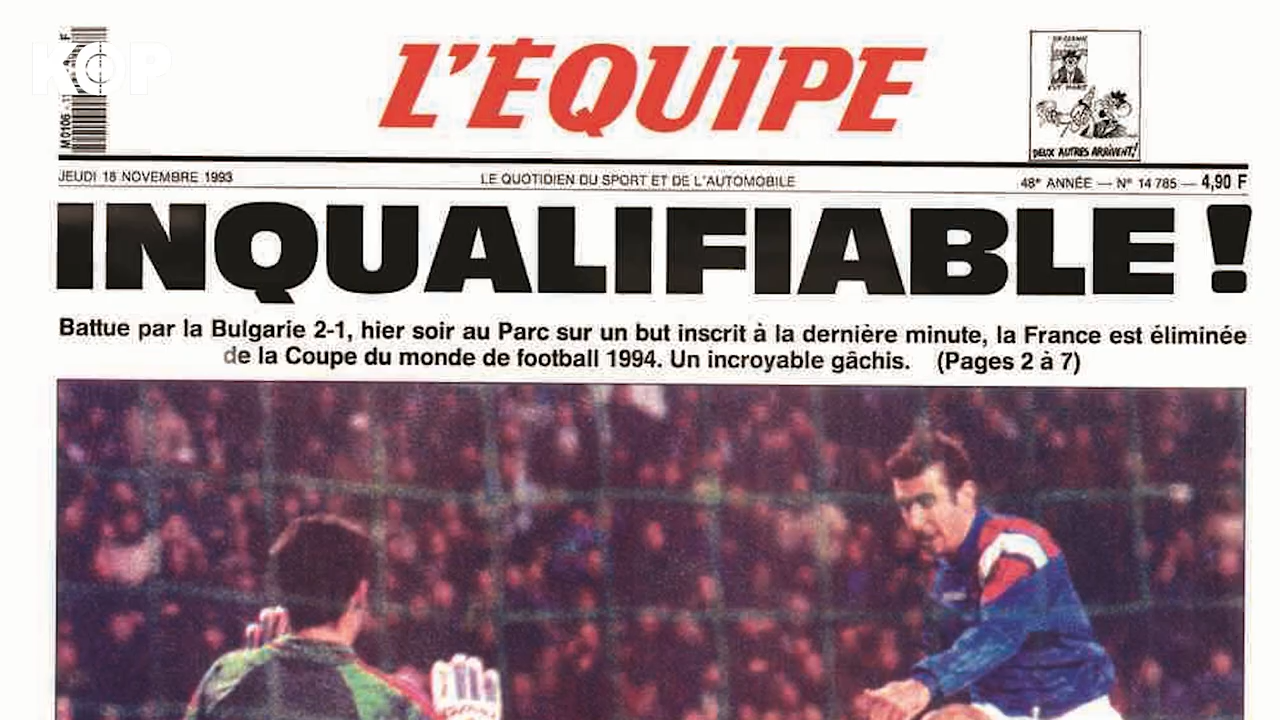 KOP
L'ÉQUIPE
M0106
DEUX AUTRES ARRIVENT!
JEUDI 18 NOVEMBRE 1993
LE QUOTIDIEN DU SPORT ET DE L'AUTOMOBILE
48e ANNÉE — N° 14 785 — 4,90 F
INQUALIFIABLE !
Battue par la Bulgarie 2-1, hier soir au Parc sur un but inscrit à la dernière minute, la France est éliminée
de la Coupe du monde de football 1994. Un incroyable gâchis. (Pages 2 à 7)